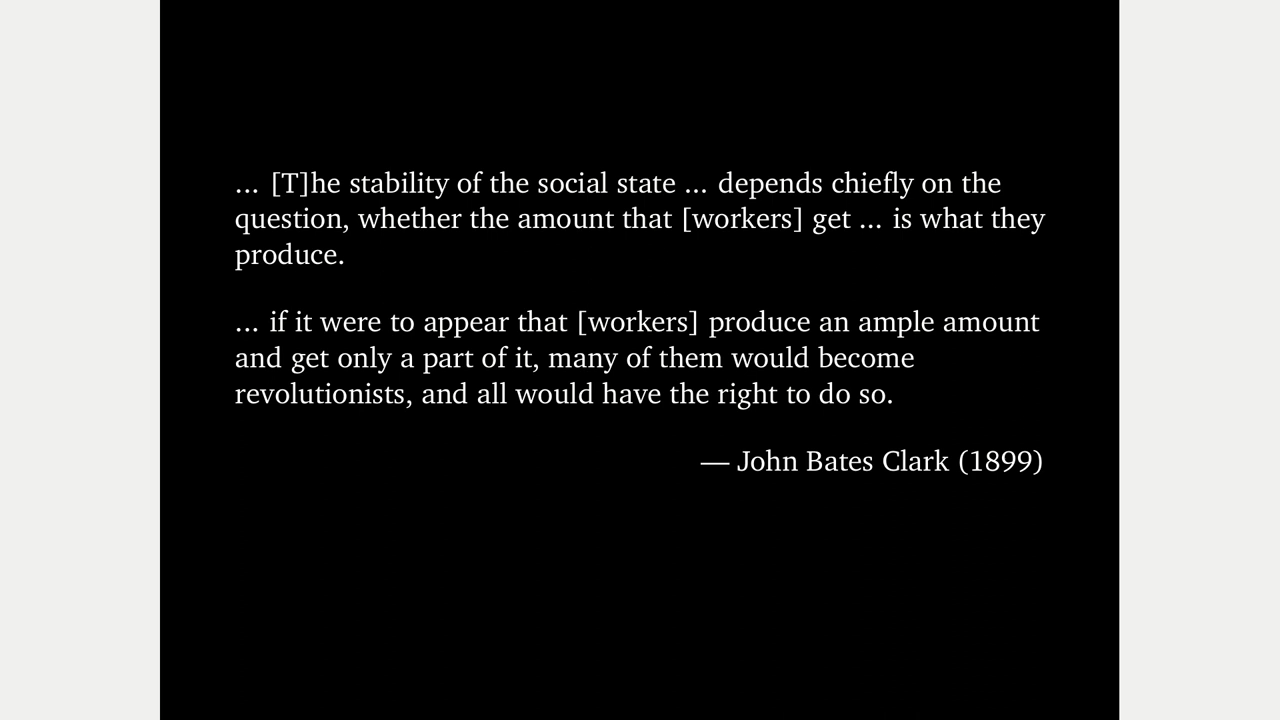 ... [T]he stability of the social state ... depends chiefly on the
question, whether the amount that [workers] get ... is what they
produce.
... if it were to appear that [workers] produce an ample amount
and get only a part of it, many of them would become
revolutionists, and all would have the right to do so.
— John Bates Clark (1899)